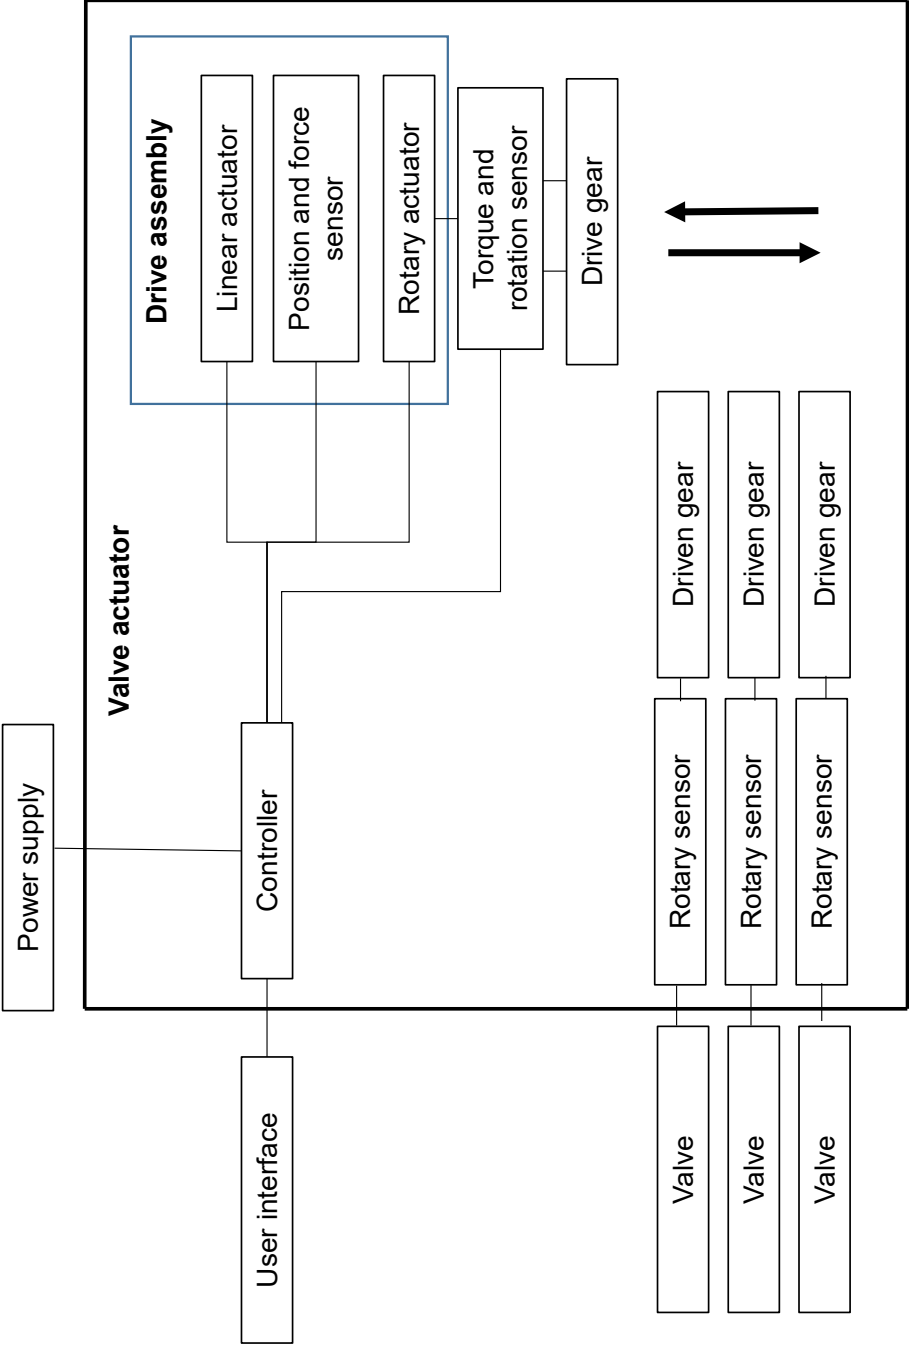 Power supply
Valve actuator
Drive assembly
User interface
Controller
Linear actuator
Position and force
sensor
Rotary actuator
Torque and
rotation sensor
Drive gear
Valve
Rotary sensor
Driven gear
Valve
Rotary sensor
Driven gear
Valve
Rotary sensor
Driven gear